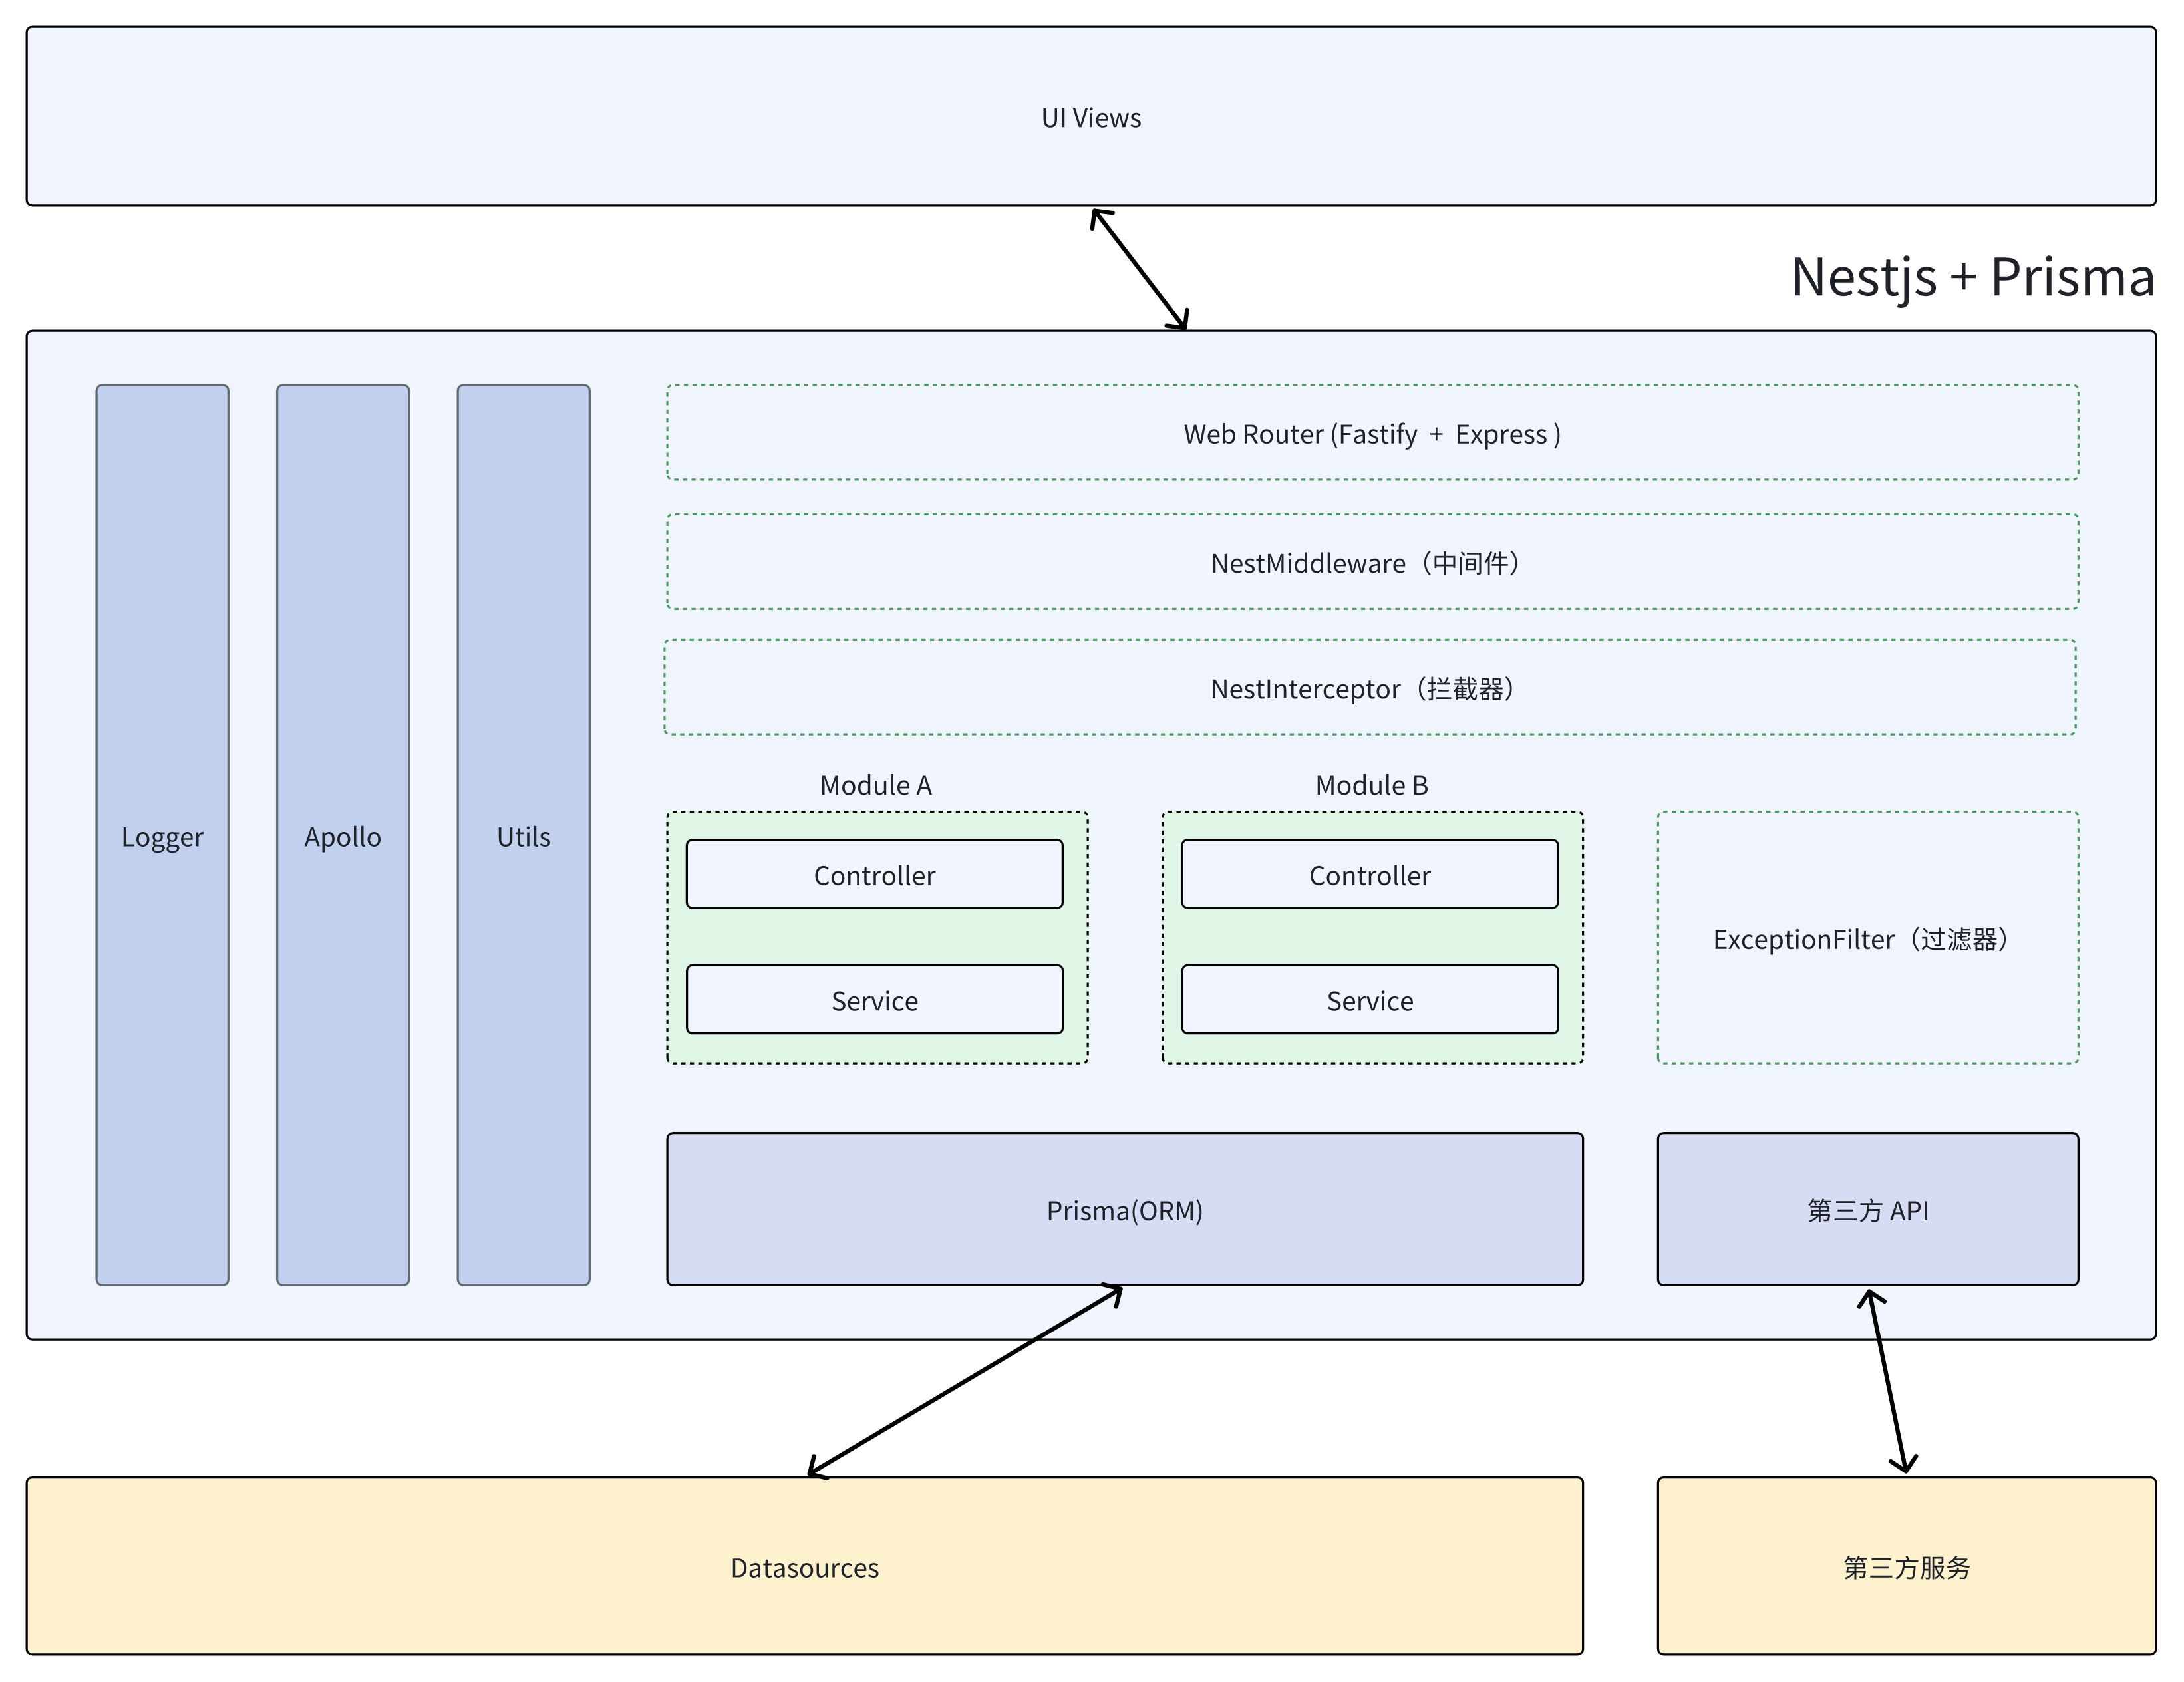 UI Views
Nestjs + Prisma
Logger
Apollo
Utils
Web Router (Fastify + Express )
NestMiddleware（中间件）
NestInterceptor（拦截器）
Module A
Module B
Controller
Controller
Service
Service
ExceptionFilter（过滤器）
Prisma(ORM)
第三方 API
Datasources
第三方服务